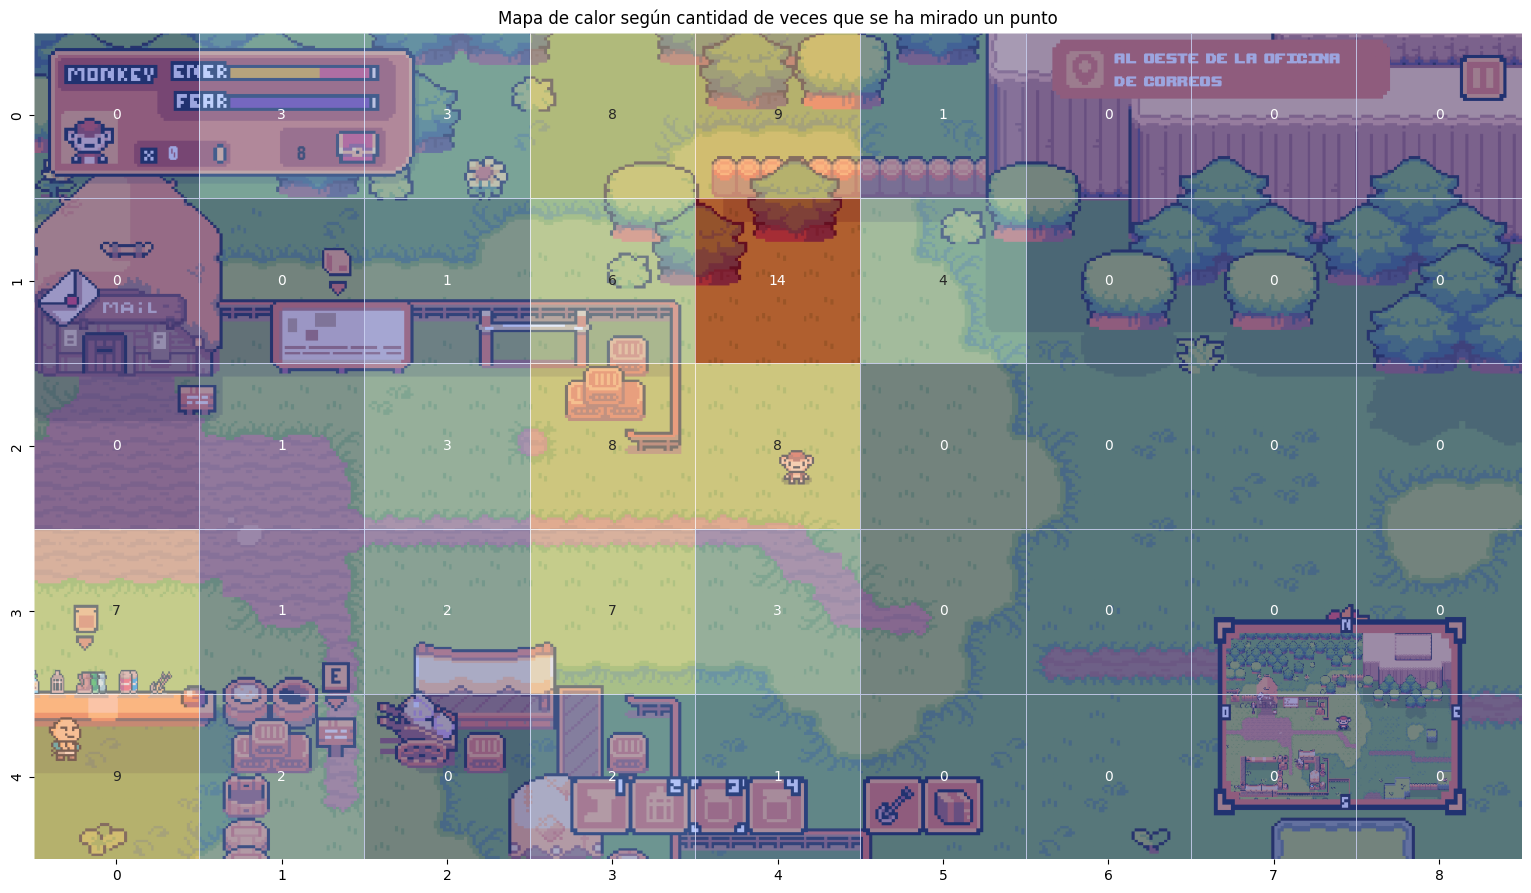 Mapa de calor según cantidad de veces que se ha mirado un punto
MONKEY ENER
FEAR
0 8
AL OESTE DE LA OFICINA
DE CORREOS
0 0 3 3 8 9 1 0 0 0
MAIL
1 0 0 1 6 14 4 0 0 0
2 0 1 3 8 8 0 0 0 0
N
3 7 1 2 7 3 0 0 0 0
E
O E
4 9 2 0 2 1 0 0 0 0
1 2 3 4
S
0 1 2 3 4 5 6 7 8